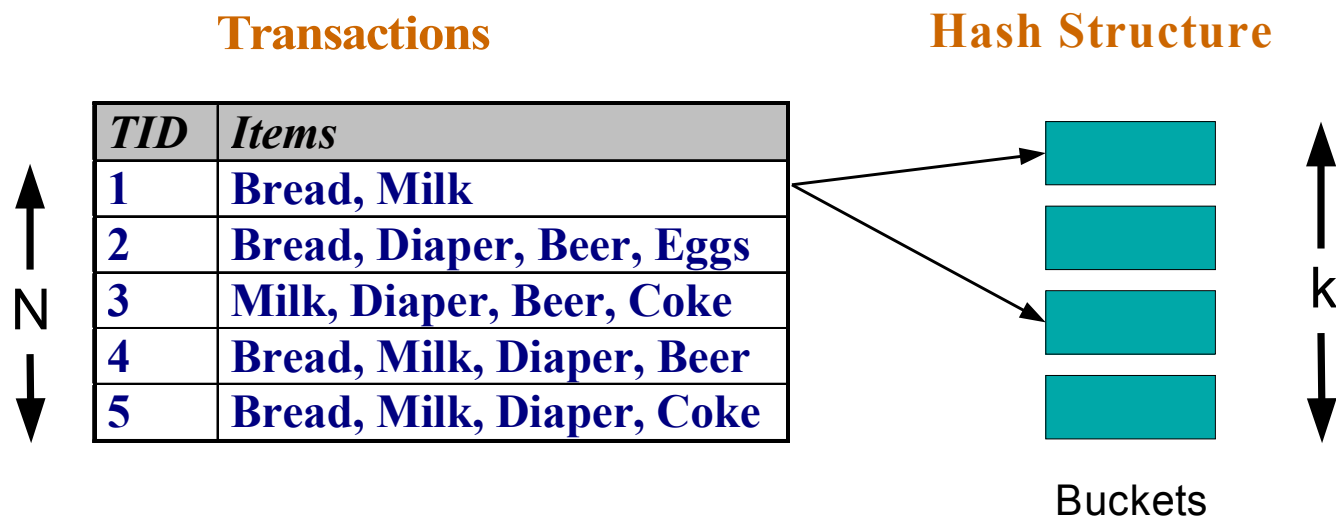 Transactions
Hash Structure
TID Items
1 Bread, Milk
2 Bread, Diaper, Beer, Eggs
3 Milk, Diaper, Beer, Coke
4 Bread, Milk, Diaper, Beer
5 Bread, Milk, Diaper, Coke
N
k
Buckets